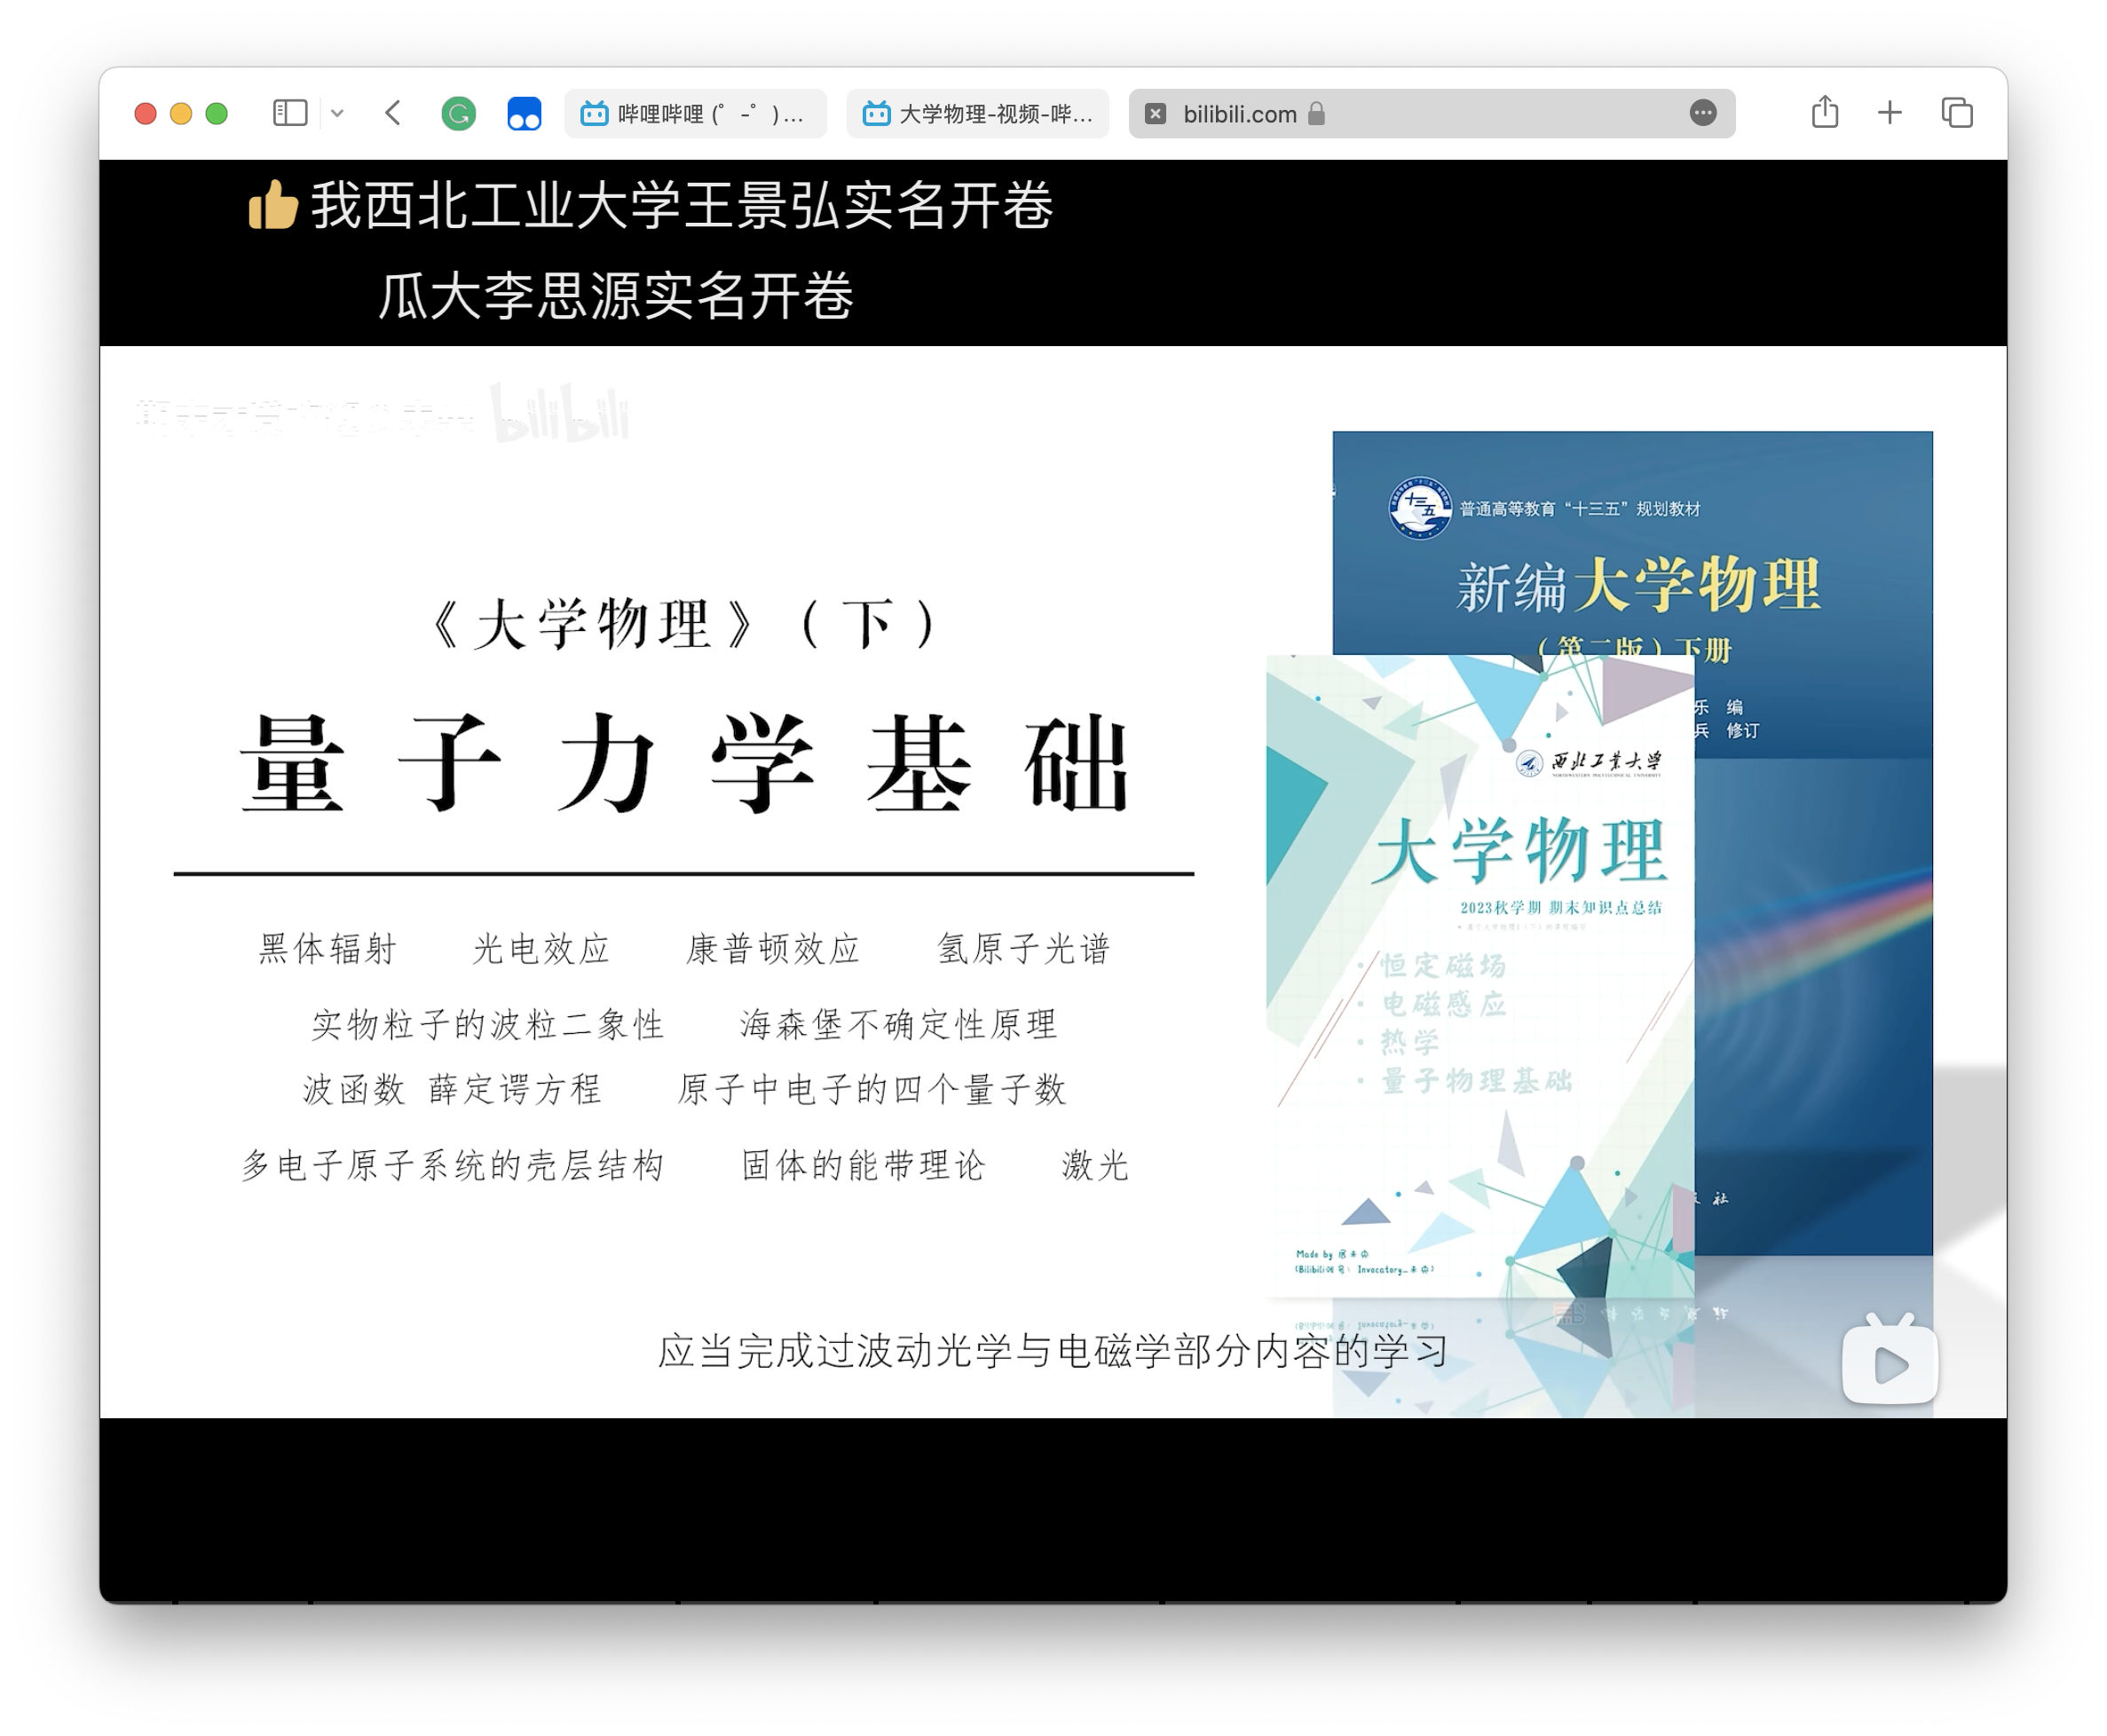 哔哩哔哩 (゜-゜)...
大学物理-视频-哔...
bilibili.com
👍我西北工业大学王景弘实名开卷
瓜大李思源实名开卷
bilibili
《大学物理》（下）
量子力学基础
黑体辐射 光电效应 康普顿效应 氢原子光谱
实物粒子的波粒二象性 海森堡不确定性原理
波函数 薛定谔方程 原子中电子的四个量子数
多电子原子系统的壳层结构 固体的能带理论 激光
应当完成过波动光学与电磁学部分内容的学习
十三五
普通高等教育“十三五”规划教材
新编大学物理
（第二版）下册
乐 编
兵 修订
西北工业大学
NORTHWESTERN POLYTECHNICAL UNIVERSITY
大学物理
2023秋学期 期末知识点总结
· 恒定磁场
· 电磁感应
· 热学
· 量子物理基础
Made by
社